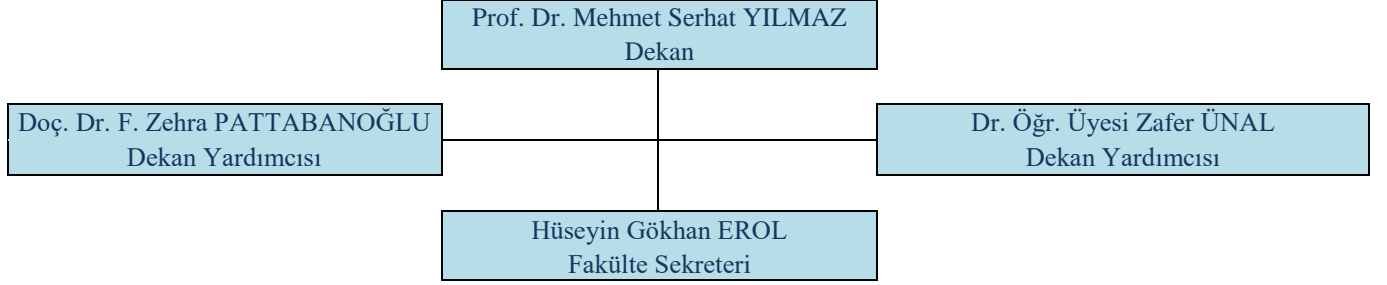 Prof. Dr. Mehmet Serhat YILMAZ
Dekan
Doç. Dr. F. Zehra PATTABANOĞLU
Dekan Yardımcısı
Dr. Öğr. Üyesi Zafer ÜNAL
Dekan Yardımcısı
Hüseyin Gökhan EROL
Fakülte Sekreteri